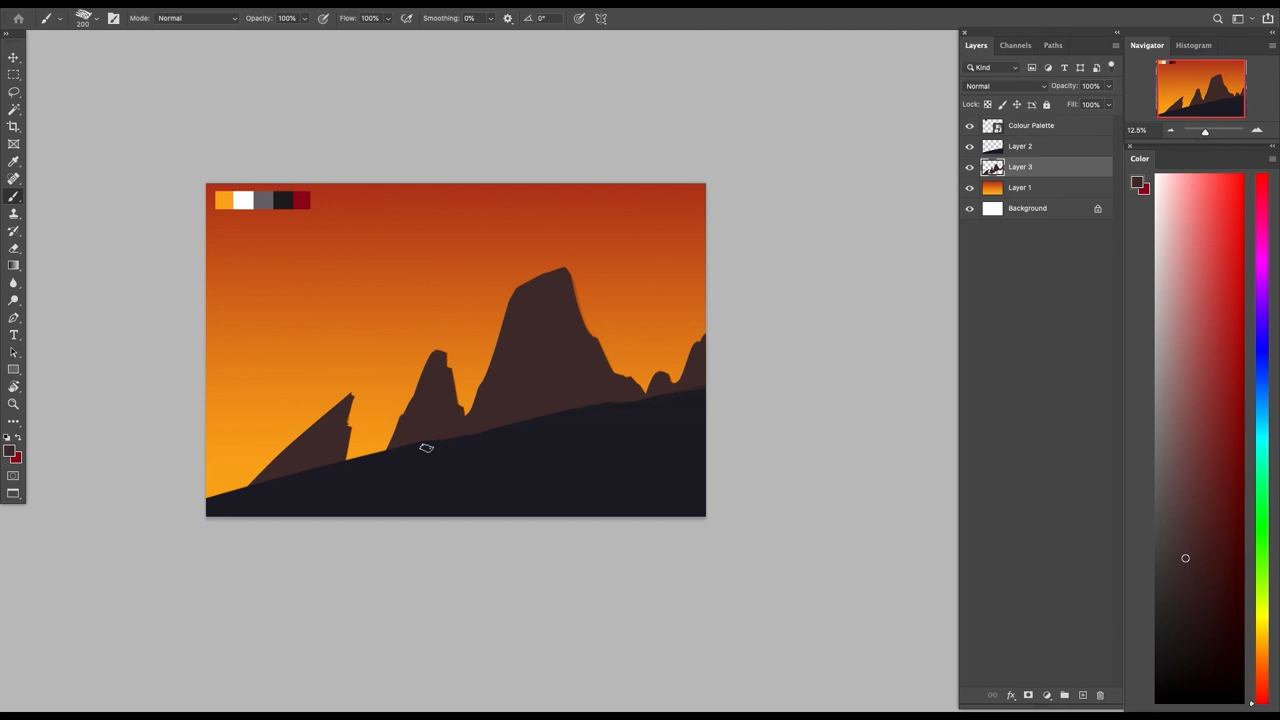 200 Mode: Normal Opacity: 100% Flow: 100% Smoothing: 0% 0°
Layers Channels Paths
Kind
Normal Opacity: 100%
Lock: Fill: 100%
Colour Palette
Layer 2
Layer 3
Layer 1
Background
fx
Navigator Histogram
12.5%
Color